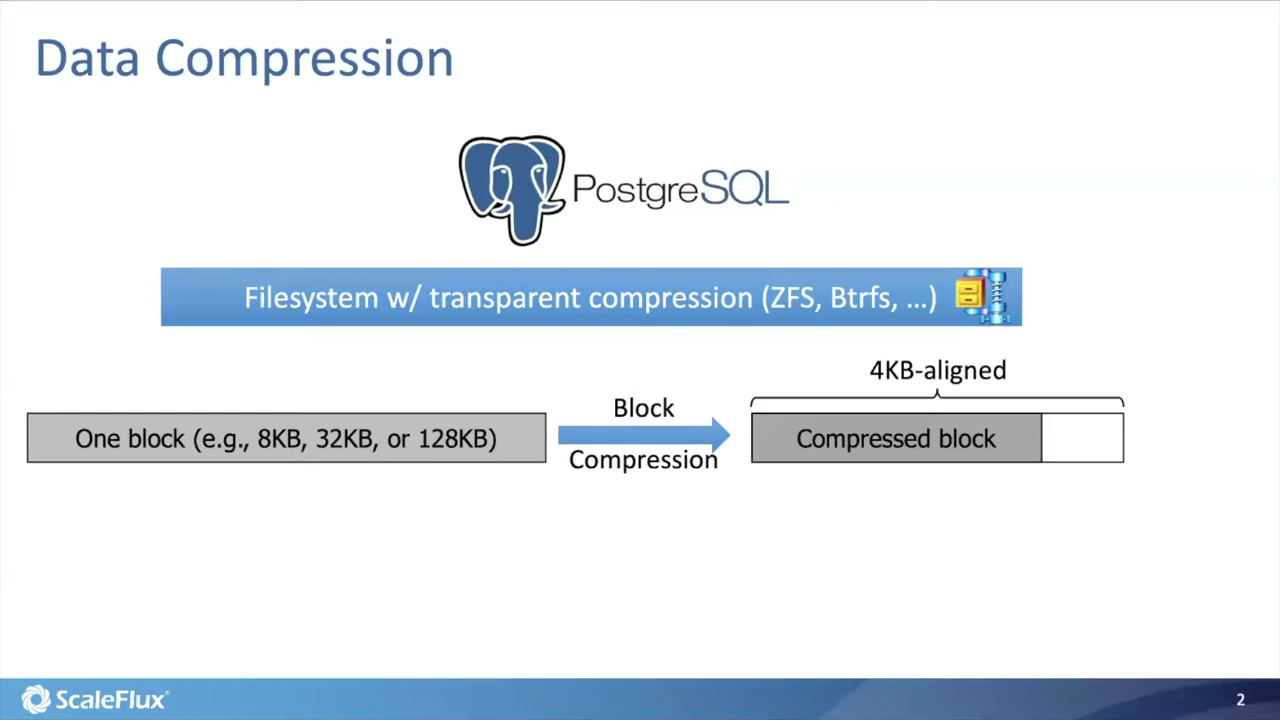 Data Compression
PostgreSQL
Filesystem w/ transparent compression (ZFS, Btrfs, ...)
4KB-aligned
Block
One block (e.g., 8KB, 32KB, or 128KB)
Compressed block
Compression
ScaleFlux
2